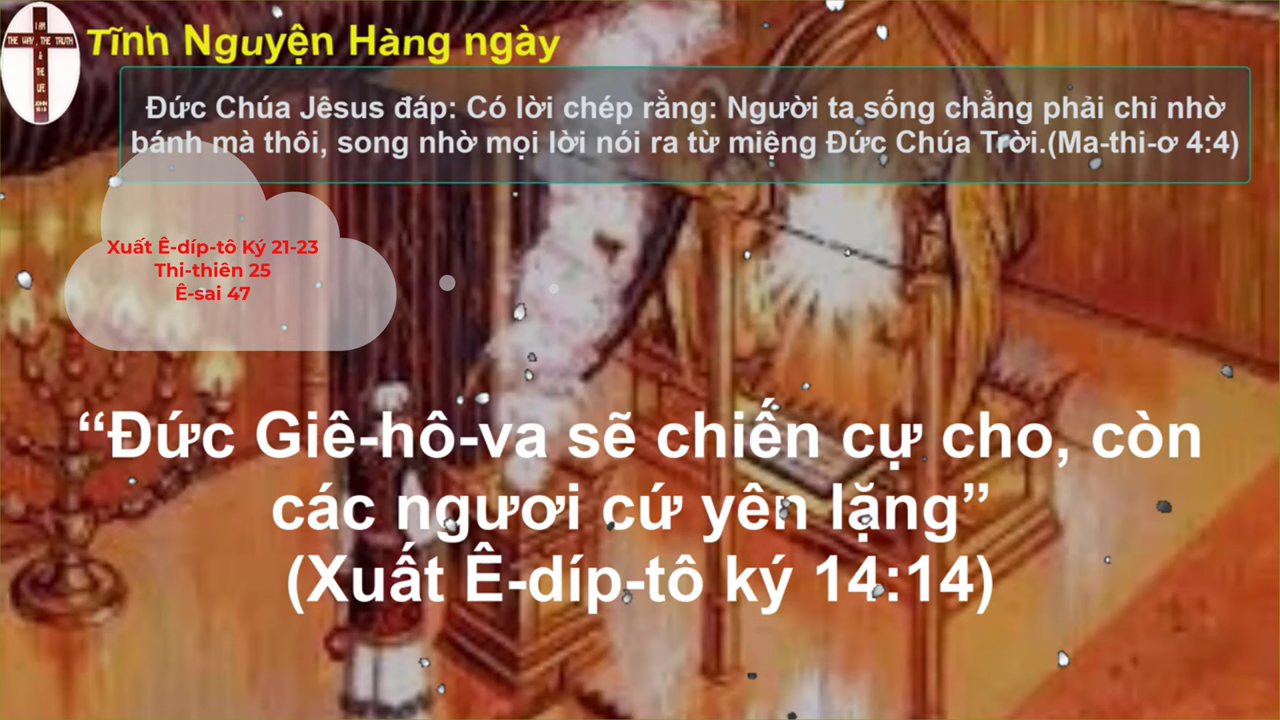 I AM
THE WAY, THE TRUTH
&
THE
LIFE
JOHN
Tĩnh Nguyện Hàng ngày
Đức Chúa Jêsus đáp: Có lời chép rằng: Người ta sống chẳng phải chỉ nhờ
bánh mà thôi, song nhờ mọi lời nói ra từ miệng Đức Chúa Trời.(Ma-thi-ơ 4:4)
Xuất Ê-díp-tô Ký 21-23
Thi-thiên 25
Ê-sai 47
“Đức Giê-hô-va sẽ chiến cự cho, còn
các ngươi cứ yên lặng”
(Xuất Ê-díp-tô ký 14:14)